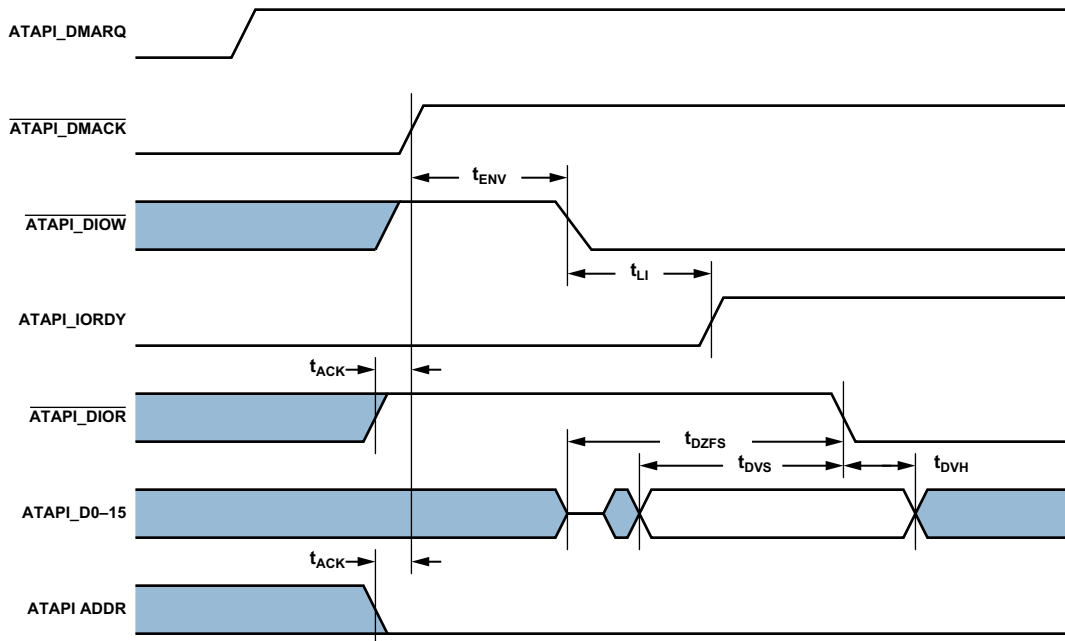 ATAPI_DMARQ
ATAPI_DMACK
tENV
ATAPI_DIOW
tLI
ATAPI_IORDY
tACK
ATAPI_DIOR
tDZFS
tDVS
tDVH
ATAPI_D0–15
tACK
ATAPI ADDR